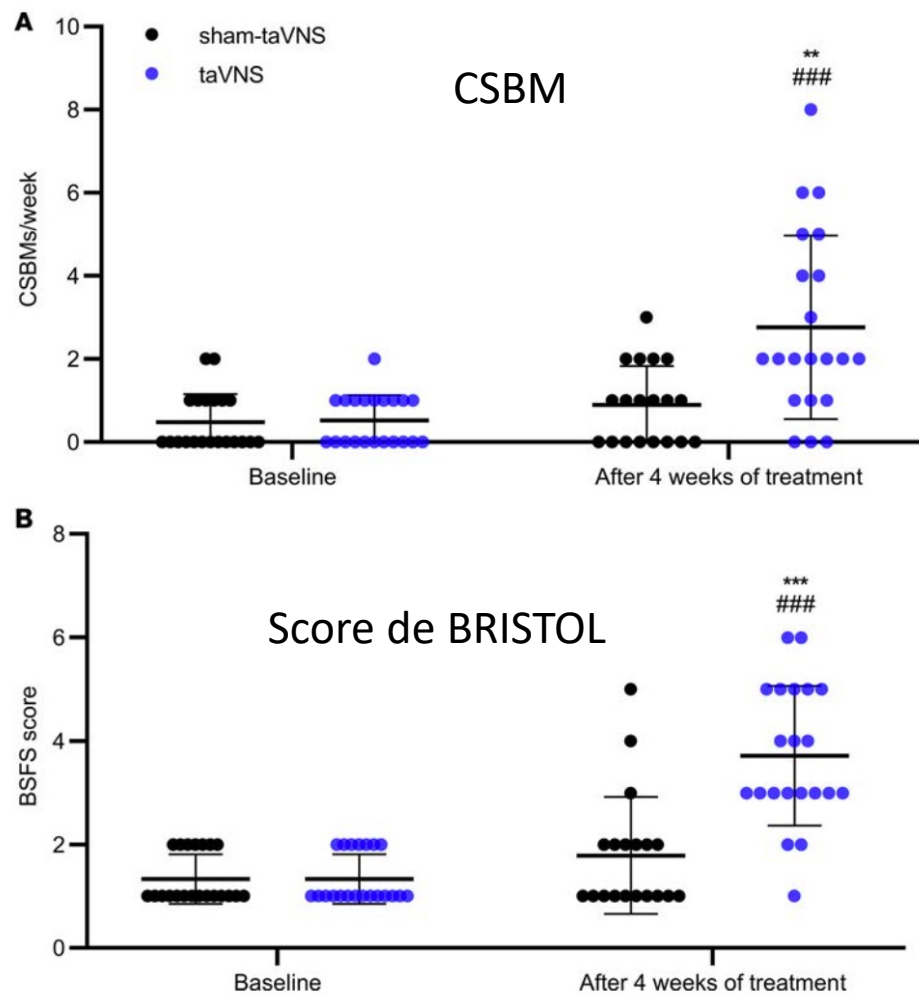 A
10
8
6
4
2
0
CSBMs/week
sham-taVNS
taVNS
CSBM
**
###
Baseline
After 4 weeks of treatment
B
8
6
4
2
0
BSFS score
Score de BRISTOL
***
###
Baseline
After 4 weeks of treatment